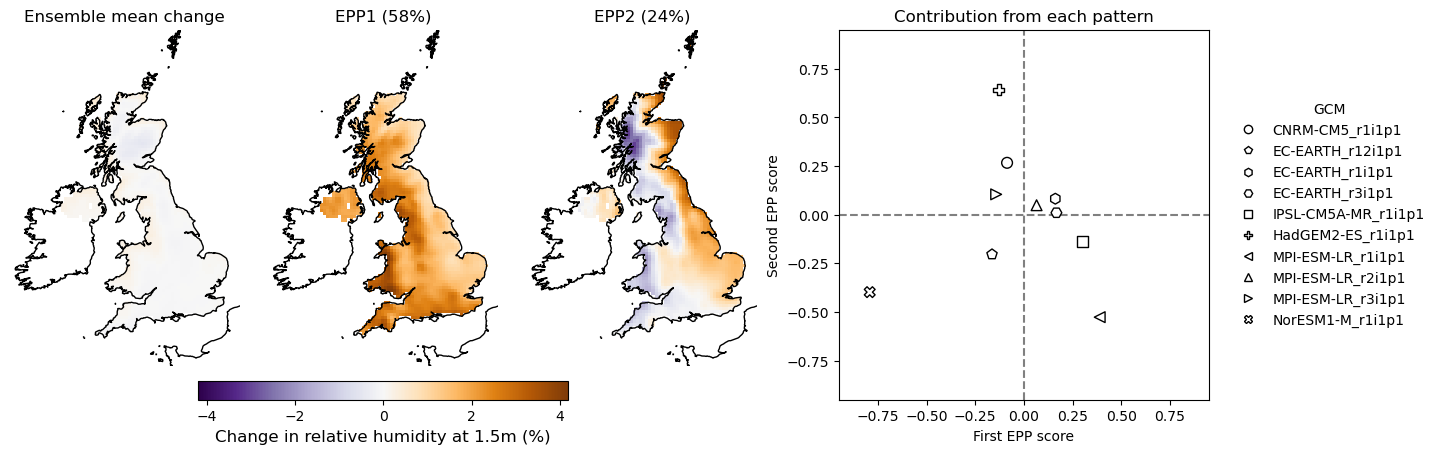 Ensemble mean change
EPP1 (58%)
EPP2 (24%)
Contribution from each pattern
−4
−2
0
2
4
Change in relative humidity at 1.5m (%)
Second EPP score
0.75
0.50
0.25
0.00
−0.25
−0.50
−0.75
−0.75
−0.50
−0.25
0.00
0.25
0.50
0.75
First EPP score
GCM
CNRM-CM5_r1i1p1
EC-EARTH_r12i1p1
EC-EARTH_r1i1p1
EC-EARTH_r3i1p1
IPSL-CM5A-MR_r1i1p1
HadGEM2-ES_r1i1p1
MPI-ESM-LR_r1i1p1
MPI-ESM-LR_r2i1p1
MPI-ESM-LR_r3i1p1
NorESM1-M_r1i1p1